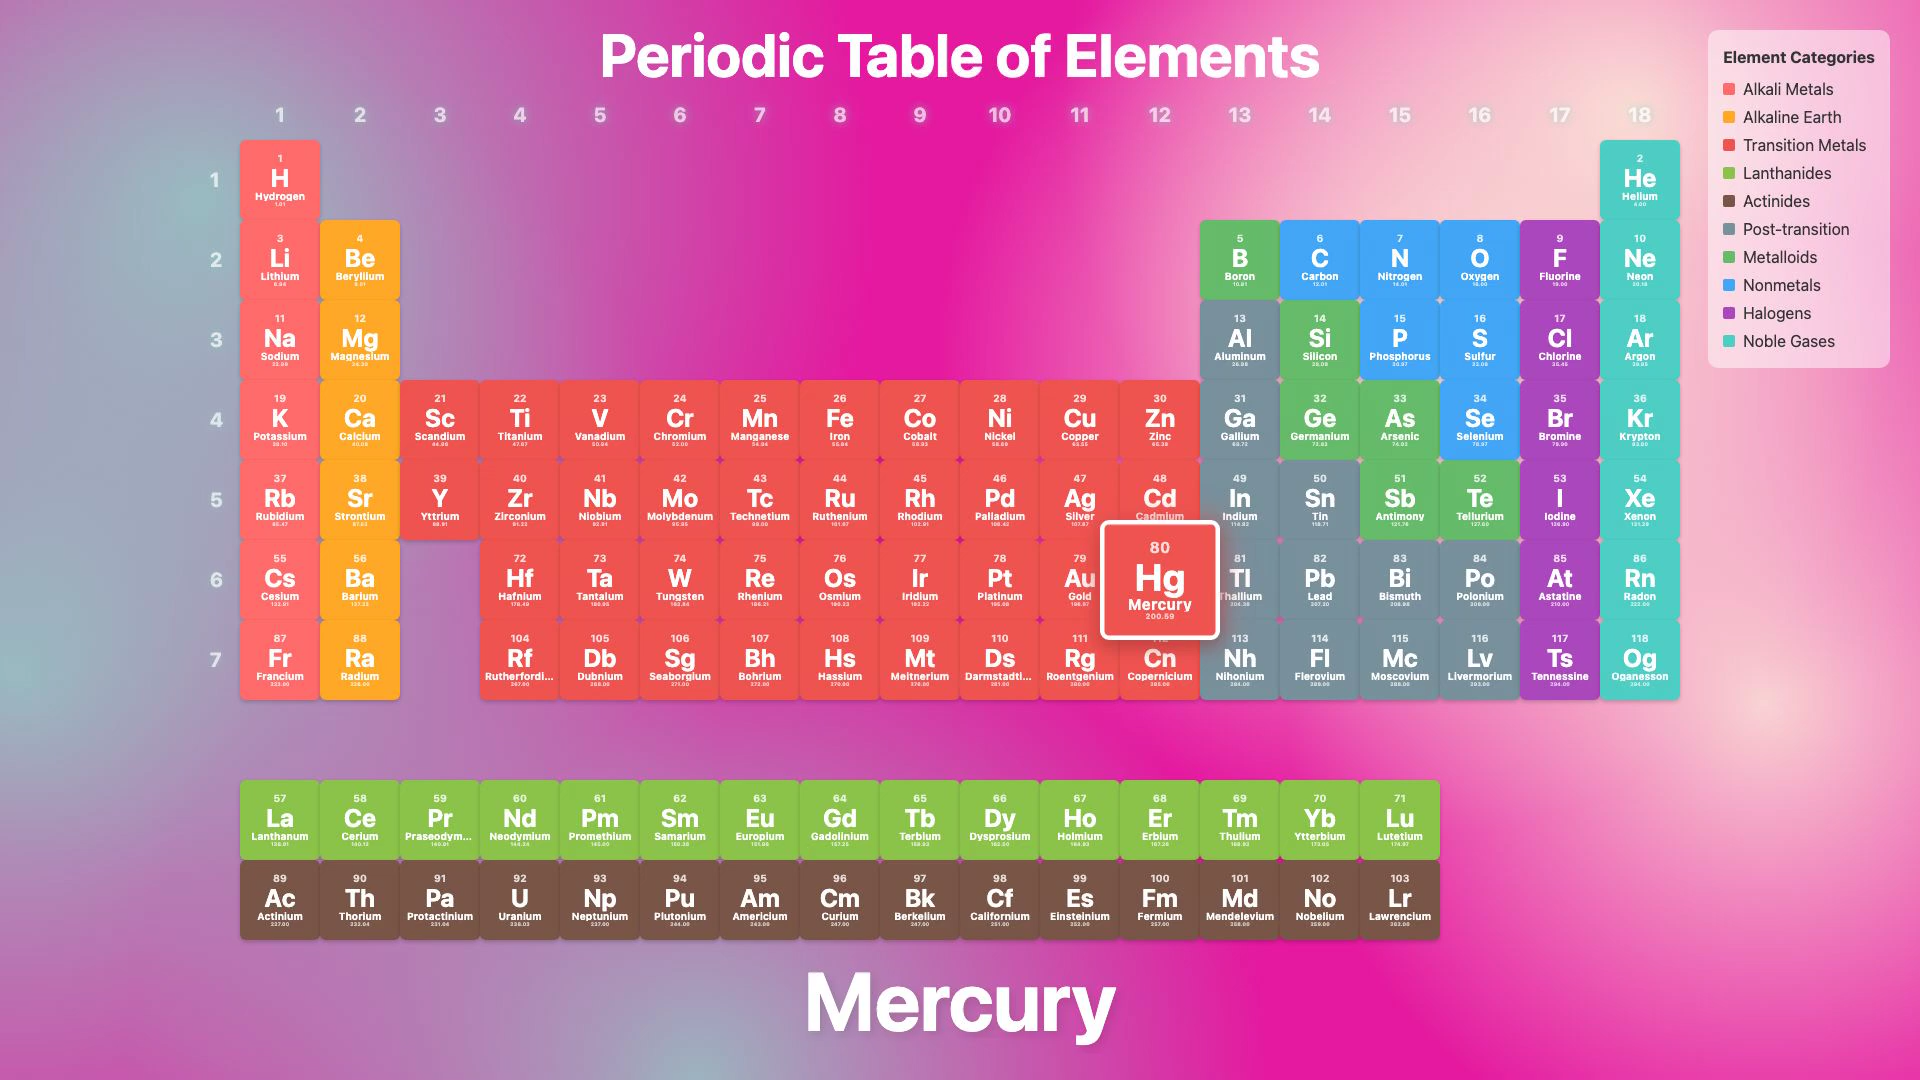 Periodic Table of Elements
Element Categories
Alkali Metals
Alkaline Earth
Transition Metals
Lanthanides
Actinides
Post-transition
Metalloids
Nonmetals
Halogens
Noble Gases
1 2 3 4 5 6 7 8 9 10 11 12 13 14 15 16 17 18
1
1 2
H He
Hydrogen Helium
2
3 4 5 6 7 8 9 10
Li Be B C N O F Ne
Lithium Beryllium Boron Carbon Nitrogen Oxygen Fluorine Neon
3
11 12 13 14 15 16 17 18
Na Mg Al Si P S Cl Ar
Sodium Magnesium Aluminum Silicon Phosphorus Sulfur Chlorine Argon
4
19 20 21 22 23 24 25 26 27 28 29 30 31 32 33 34 35 36
K Ca Sc Ti V Cr Mn Fe Co Ni Cu Zn Ga Ge As Se Br Kr
Potassium Calcium Scandium Titanium Vanadium Chromium Manganese Iron Cobalt Nickel Copper Zinc Gallium Germanium Arsenic Selenium Bromine Krypton
5
37 38 39 40 41 42 43 44 45 46 47 48 49 50 51 52 53 54
Rb Sr Y Zr Nb Mo Tc Ru Rh Pd Ag Cd In Sn Sb Te I Xe
Rubidium Strontium Yttrium Zirconium Niobium Molybdenum Technetium Ruthenium Rhodium Palladium Silver Cadmium Indium Tin Antimony Tellurium Iodine Xenon
6
55 56 72 73 74 75 76 77 78 79 80 81 82 83 84 85 86
Cs Ba Hf Ta W Re Os Ir Pt Au Hg Tl Pb Bi Po At Rn
Cesium Barium Hafnium Tantalum Tungsten Rhenium Osmium Iridium Platinum Gold Mercury Thallium Lead Bismuth Polonium Astatine Radon
200.59
7
87 88 104 105 106 107 108 109 110 111 112 113 114 115 116 117 118
Fr Ra Rf Db Sg Bh Hs Mt Ds Rg Cn Nh Fl Mc Lv Ts Og
Francium Radium Rutherfordi... Dubnium Seaborgium Bohrium Hassium Meitnerium Darmstadti... Roentgenium Copernicium Nihonium Flerovium Moscovium Livermorium Tennessine Oganesson
57 58 59 60 61 62 63 64 65 66 67 68 69 70 71
La Ce Pr Nd Pm Sm Eu Gd Tb Dy Ho Er Tm Yb Lu
Lanthanum Cerium Praseodym... Neodymium Promethium Samarium Europium Gadolinium Terbium Dysprosium Holmium Erbium Thulium Ytterbium Lutetium
89 90 91 92 93 94 95 96 97 98 99 100 101 102 103
Ac Th Pa U Np Pu Am Cm Bk Cf Es Fm Md No Lr
Actinium Thorium Protactinium Uranium Neptunium Plutonium Americium Curium Berkelium Californium Einsteinium Fermium Mendelevium Nobelium Lawrencium
Mercury